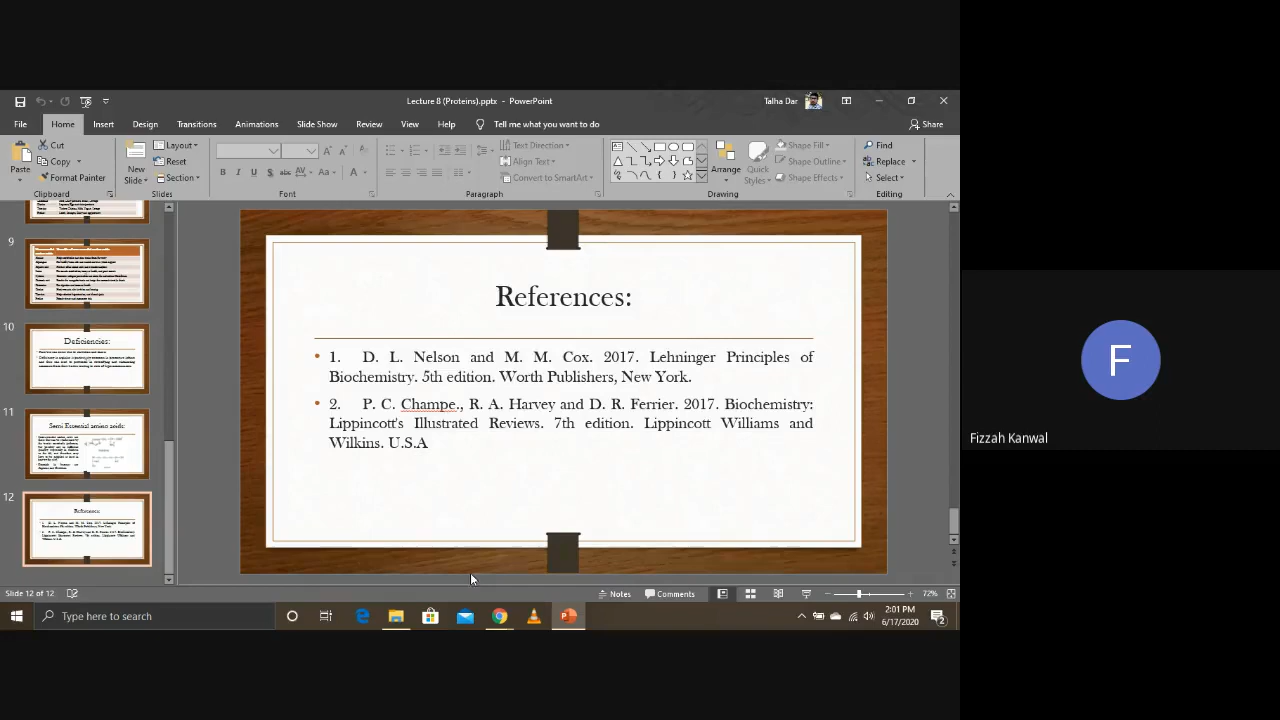 Lecture 8 (Proteins).pptx - PowerPoint
Talha Dar
File Home Insert Design Transitions Animations Slide Show Review View Help Tell me what you want to do Share
Paste
Cut
Copy
Format Painter
Clipboard
New Slide
Layout
Reset
Section
Slides
B I U S abc AV Aa A
Font
Text Direction
Align Text
Convert to SmartArt
Paragraph
Arrange
Quick Styles
Shape Fill
Shape Outline
Shape Effects
Drawing
Find
Replace
Select
Editing
9
10
Deficiencies:
11
Semi Essential amino acids:
12
References:
References:
• 1. D. L. Nelson and M. M. Cox. 2017. Lehninger Principles of
Biochemistry. 5th edition. Worth Publishers, New York.
• 2. P. C. Champe., R. A. Harvey and D. R. Ferrier. 2017. Biochemistry:
Lippincott's Illustrated Reviews. 7th edition. Lippincott Williams and
Wilkins. U.S.A
F
Fizzah Kanwal
Slide 12 of 12
Notes Comments 72%
Type here to search
2:01 PM
6/17/2020
2